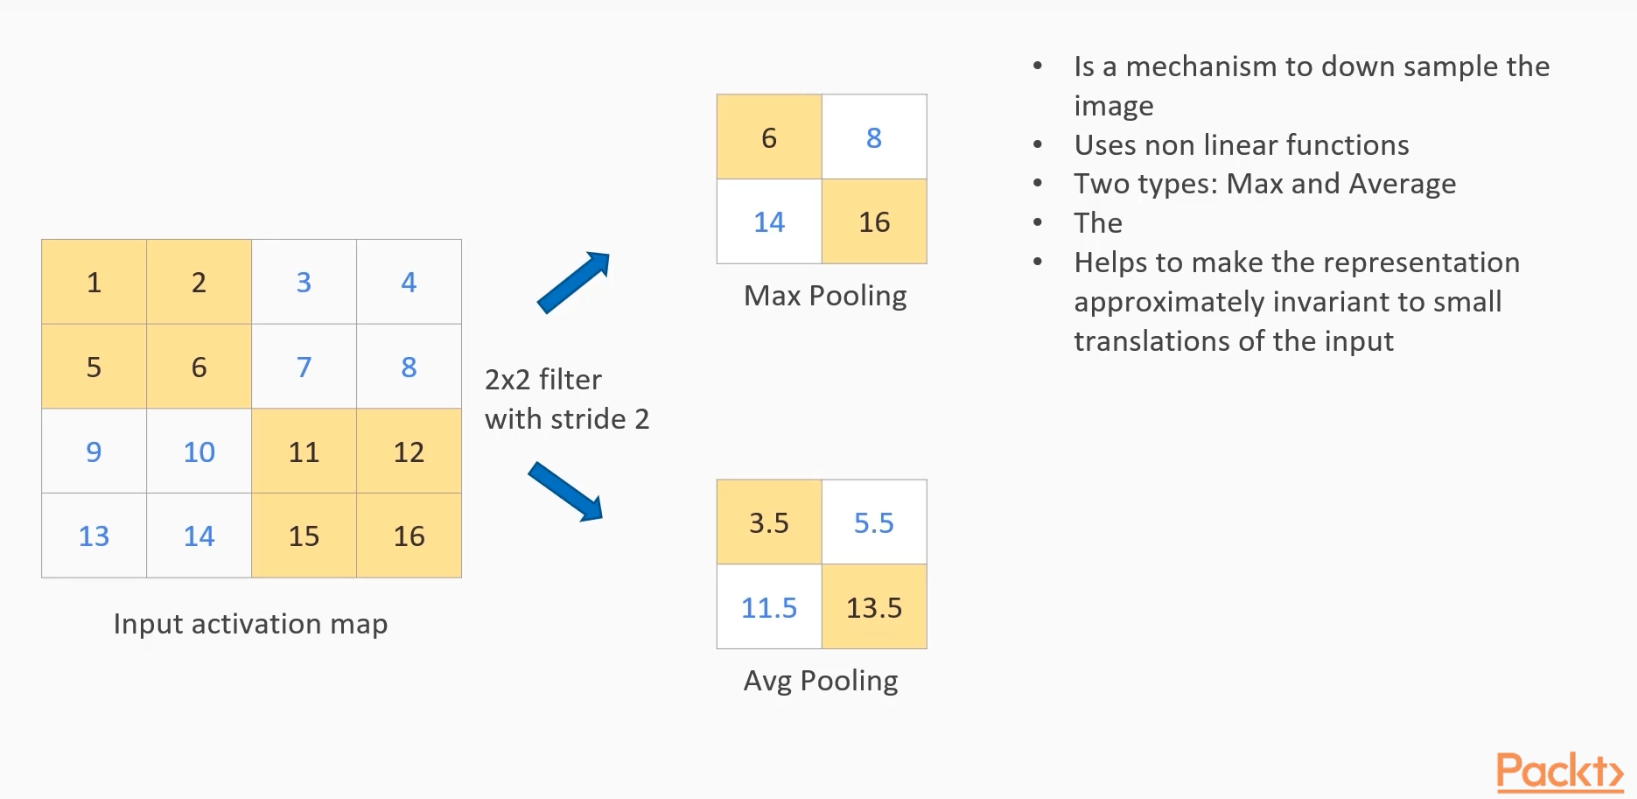 1 2 3 4
5 6 7 8
9 10 11 12
13 14 15 16
Input activation map
2x2 filter
with stride 2
6 8
14 16
Max Pooling
3.5 5.5
11.5 13.5
Avg Pooling
• Is a mechanism to down sample the
image
• Uses non linear functions
• Two types: Max and Average
• The
• Helps to make the representation
approximately invariant to small
translations of the input
Packt>